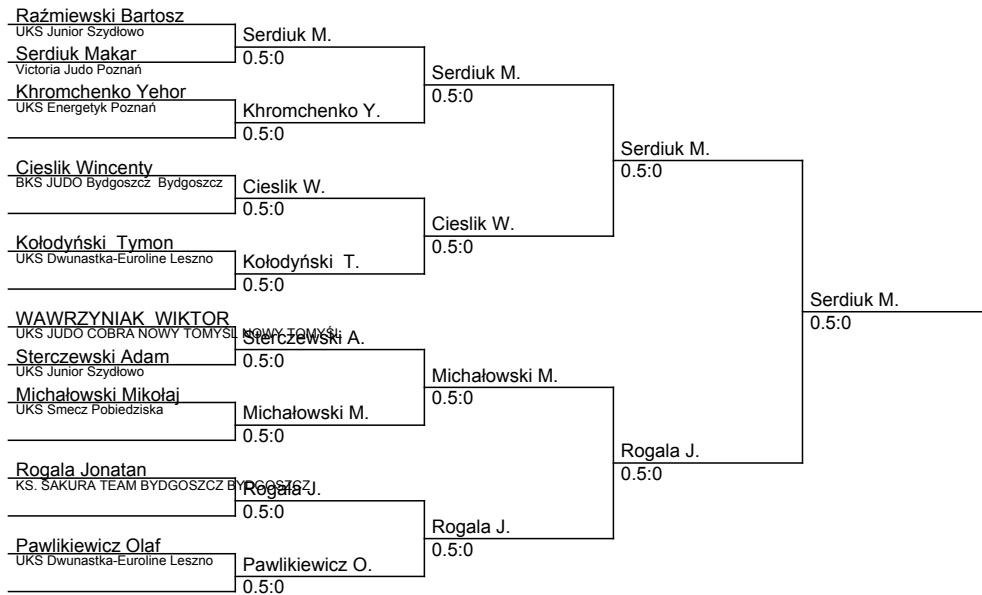 Raźmiewski Bartosz
UKS Junior Szydłowo
Serdiuk M.
0.5:0
Serdiuk Makar
Victoria Judo Poznań
Serdiuk M.
0.5:0
Khromchenko Yehor
UKS Energetyk Poznań
Khromchenko Y.
0.5:0
Serdiuk M.
0.5:0
Cieslik Wincenty
BKS JUDO Bydgoszcz  Bydgoszcz
Cieslik W.
0.5:0
Cieslik W.
0.5:0
Kołodyński  Tymon
UKS Dwunastka-Euroline Leszno
Kołodyński  T.
0.5:0
Serdiuk M.
0.5:0
WAWRZYNIAK  WIKTOR
UKS JUDO COBRA NOWY TOMYŚL NOWY TOMYŚL
Sterczewski A.
0.5:0
Sterczewski Adam
UKS Junior Szydłowo
Michałowski M.
0.5:0
Michałowski Mikołaj
UKS Smecz Pobiedziska
Michałowski M.
0.5:0
Rogala J.
0.5:0
Rogala Jonatan
KS. SAKURA TEAM BYDGOSZCZ BYDGOSZCZ
Rogala J.
0.5:0
Rogala J.
0.5:0
Pawlikiewicz Olaf
UKS Dwunastka-Euroline Leszno
Pawlikiewicz O.
0.5:0